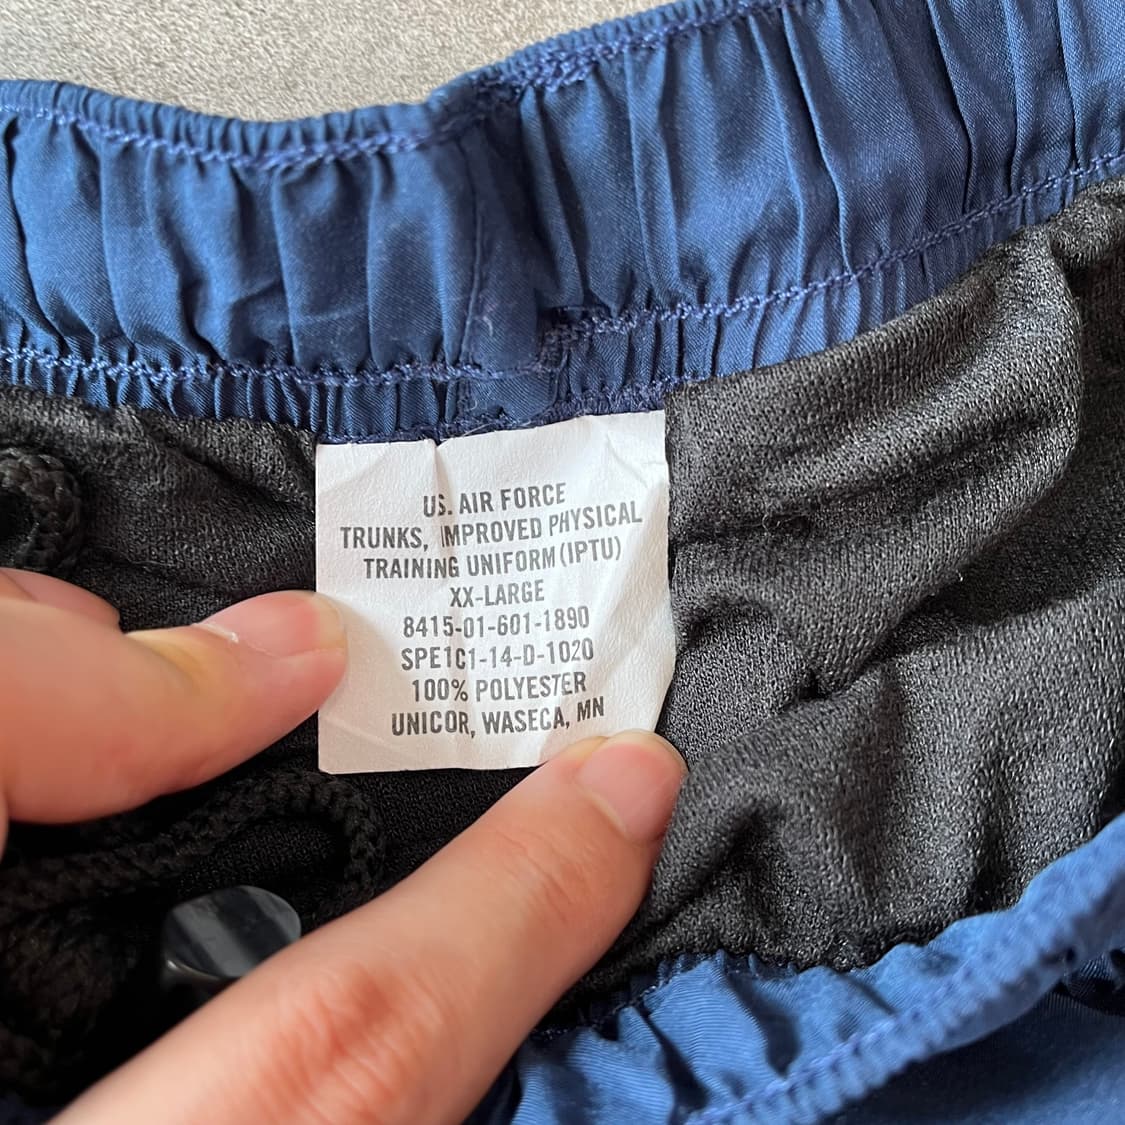 US. AIR FORCE
TRUNKS, IMPROVED PHYSICAL
TRAINING UNIFORM (IPTU)
XX-LARGE
8415-01-601-1890
SPE1C1-14-D-1020
100% POLYESTER
UNICOR, WASECA, MN